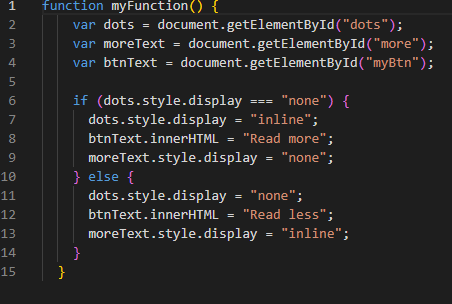 1 function myFunction() {
2 var dots = document.getElementById("dots");
3 var moreText = document.getElementById("more");
4 var btnText = document.getElementById("myBtn");
5
6 if (dots.style.display === "none") {
7 dots.style.display = "inline";
8 btnText.innerHTML = "Read more";
9 moreText.style.display = "none";
10 } else {
11 dots.style.display = "none";
12 btnText.innerHTML = "Read less";
13 moreText.style.display = "inline";
14 }
15 }